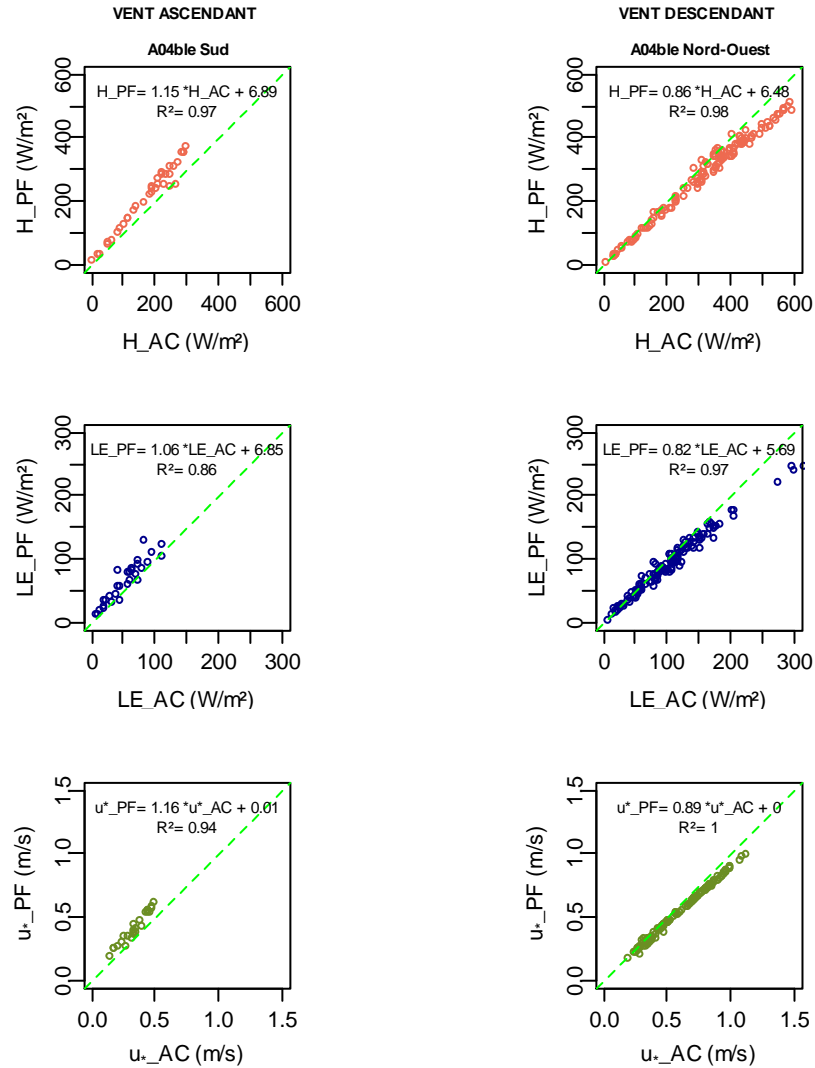 VENT ASCENDANT
VENT DESCENDANT
A04ble Sud
H_PF= 1.15 *H_AC + 6.89
R²= 0.97
0 200 400 600
H_PF (W/m²)
0 200 400 600
H_AC (W/m²)
A04ble Nord-Ouest
H_PF= 0.86 *H_AC + 6.48
R²= 0.98
0 200 400 600
H_PF (W/m²)
0 200 400 600
H_AC (W/m²)
LE_PF= 1.06 *LE_AC + 6.85
R²= 0.86
0 100 200 300
LE_PF (W/m²)
0 100 200 300
LE_AC (W/m²)
LE_PF= 0.82 *LE_AC + 5.69
R²= 0.97
0 100 200 300
LE_PF (W/m²)
0 100 200 300
LE_AC (W/m²)
u*_PF= 1.16 *u*_AC + 0.01
R²= 0.94
0.0 0.5 1.0 1.5
u*_PF (m/s)
0.0 0.5 1.0 1.5
u*_AC (m/s)
u*_PF= 0.89 *u*_AC + 0
R²= 1
0.0 0.5 1.0 1.5
u*_PF (m/s)
0.0 0.5 1.0 1.5
u*_AC (m/s)